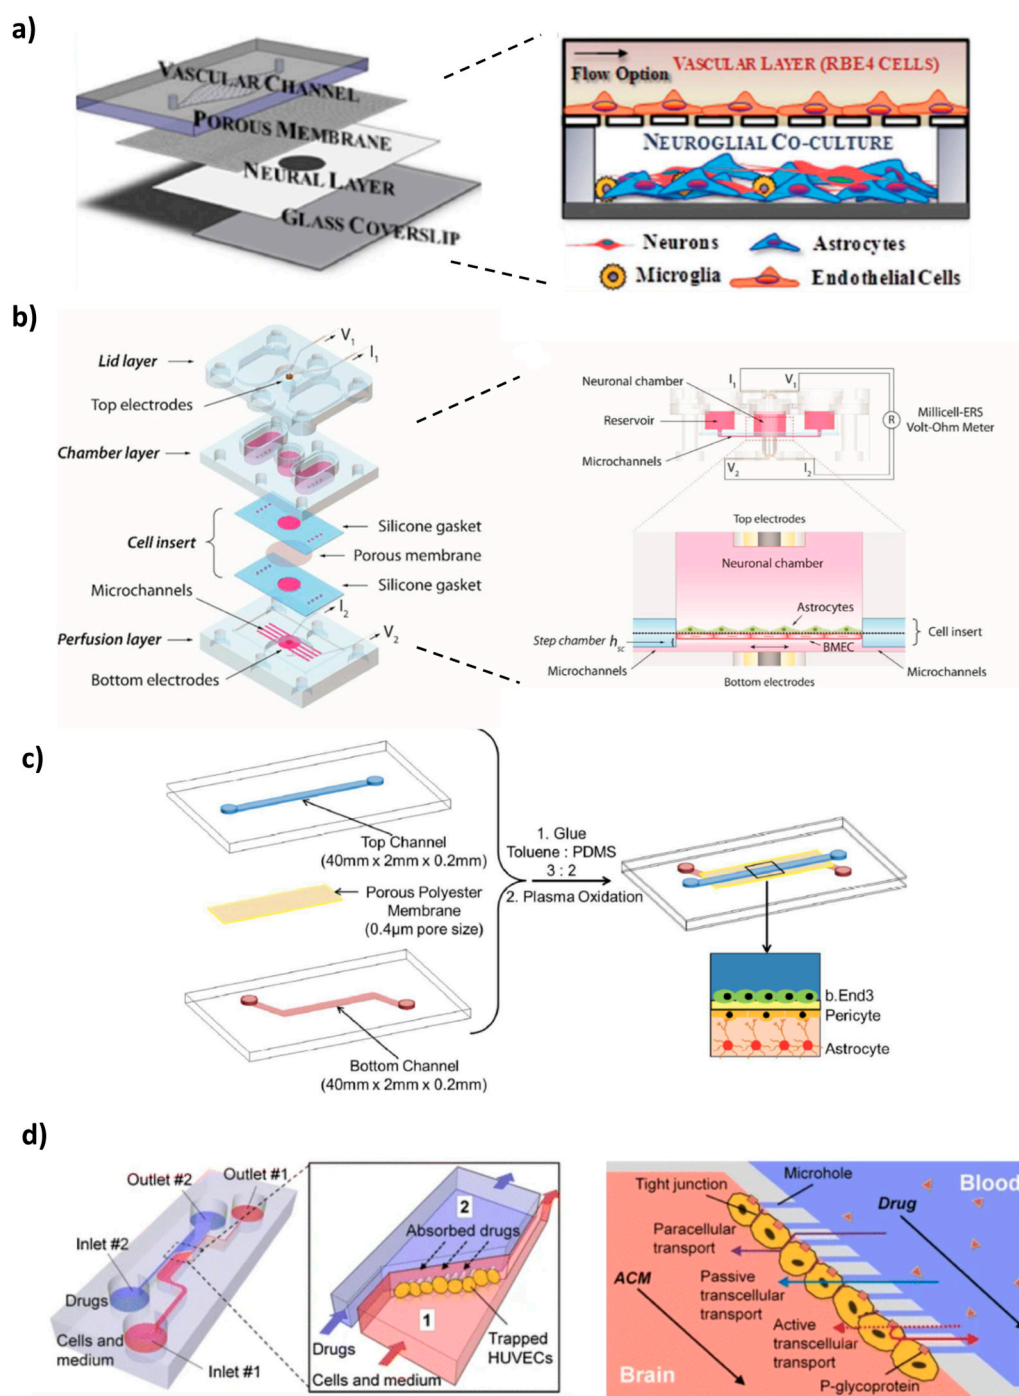 a)
VASCULAR CHANNEL
POROUS MEMBRANE
NEURAL LAYER
GLASS COVERSLIP
Flow Option
VASCULAR LAYER (RBE4 CELLS)
NEUROGLIAL CO-CULTURE
Neurons
Astrocytes
Microglia
Endothelial Cells
b)
Lid layer
V1
I1
Top electrodes
Chamber layer
Cell insert
Silicone gasket
Porous membrane
Silicone gasket
Microchannels
I2
Perfusion layer
V2
Bottom electrodes
I1
V1
Neuronal chamber
Reservoir
R
Millicell-ERS
Volt-Ohm Meter
Microchannels
V2
I2
Top electrodes
Neuronal chamber
Astrocytes
Cell insert
Step chamber hsc
BMEC
Microchannels
Microchannels
Bottom electrodes
c)
Top Channel
(40mm x 2mm x 0.2mm)
Porous Polyester
Membrane
(0.4µm pore size)
Bottom Channel
(40mm x 2mm x 0.2mm)
1. Glue
Toluene : PDMS
3 : 2
2. Plasma Oxidation
b.End3
Pericyte
Astrocyte
d)
Outlet #2
Outlet #1
Inlet #2
Drugs
Cells and
medium
Inlet #1
2
Absorbed drugs
1
Drugs
Trapped
HUVECs
Cells and medium
Microhole
Blood
Tight junction
Drug
Paracellular
transport
ACM
Passive
transcellular
transport
Active
transcellular
transport
Brain
P-glycoprotein